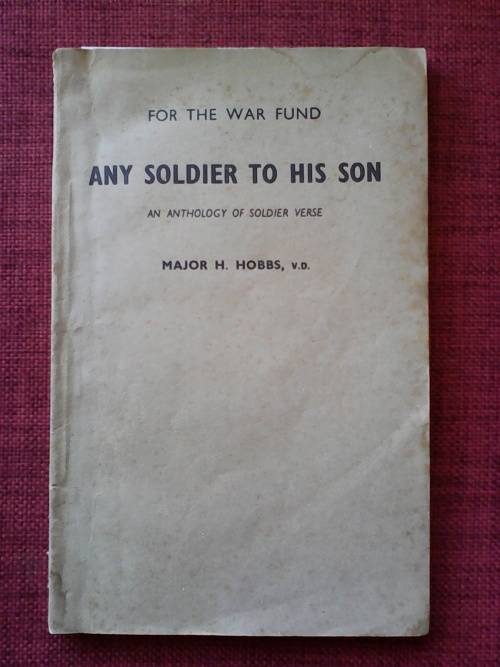 FOR THE WAR FUND
ANY SOLDIER TO HIS SON
AN ANTHOLOGY OF SOLDIER VERSE
MAJOR H. HOBBS, V.D.